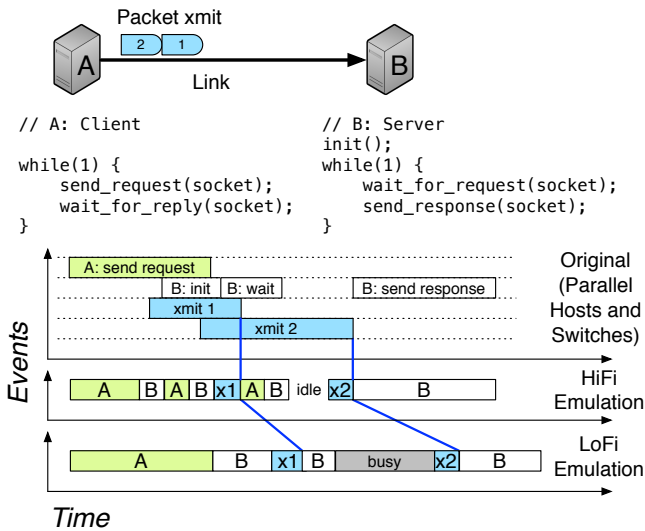 Packet xmit
2 1
A B
Link
// A: Client
while(1) {
send_request(socket);
wait_for_reply(socket);
}
// B: Server
init();
while(1) {
wait_for_request(socket);
send_response(socket);
}
Events
A: send request
B: init B: wait B: send response
xmit 1
xmit 2
Original
(Parallel
Hosts and
Switches)
A B A B x1 A B idle x2 B
HiFi
Emulation
A B x1 B busy x2 B
LoFi
Emulation
Time